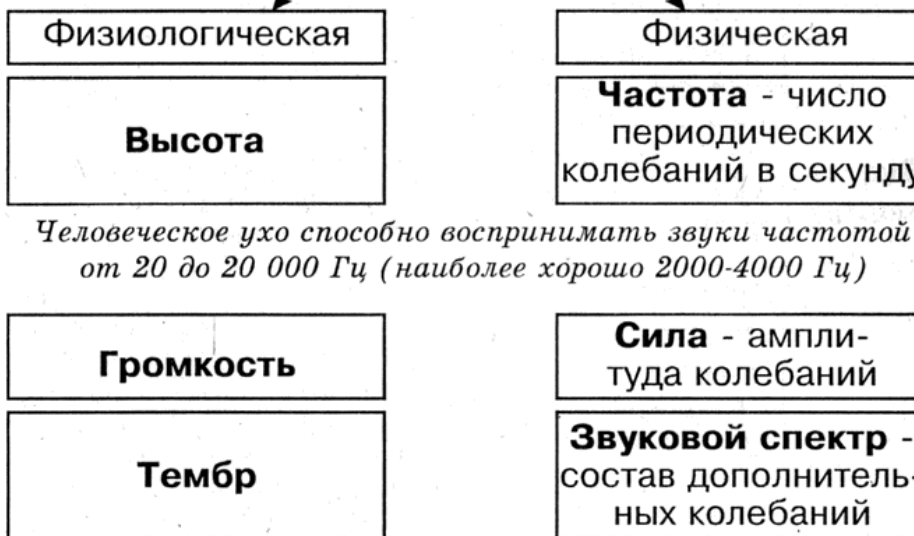 Физиологическая
Физическая
Высота
Частота - число
периодических
колебаний в секунду
Человеческое ухо способно воспринимать звуки частотой
от 20 до 20 000 Гц (наиболее хорошо 2000-4000 Гц)
Громкость
Сила - ампли-
туда колебаний
Тембр
Звуковой спектр -
состав дополнитель-
ных колебаний